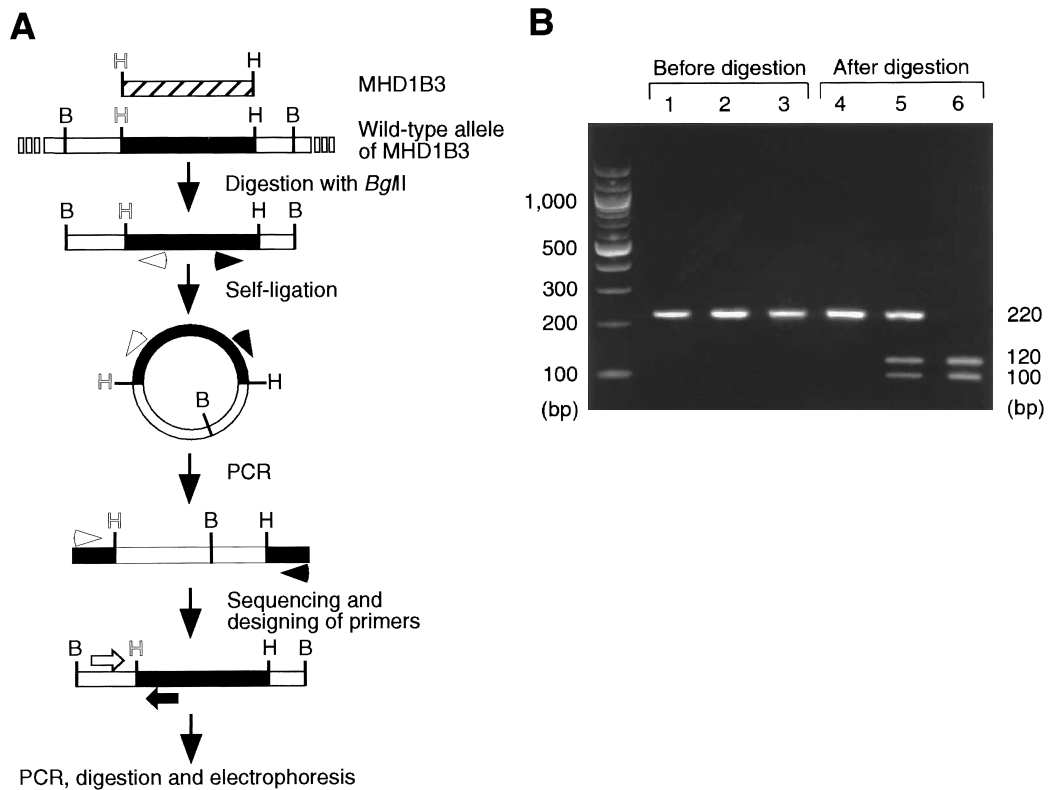 A
H H
MHD1B3
B H H B
Wild-type allele
of MHD1B3
Digestion with BglII
B H H B
Self-ligation
H H
B
PCR
H B H
Sequencing and
designing of primers
B H H B
PCR, digestion and electrophoresis
B
Before digestion After digestion
1 2 3 4 5 6
1,000
500
300
200
100
(bp)
220
120
100
(bp)